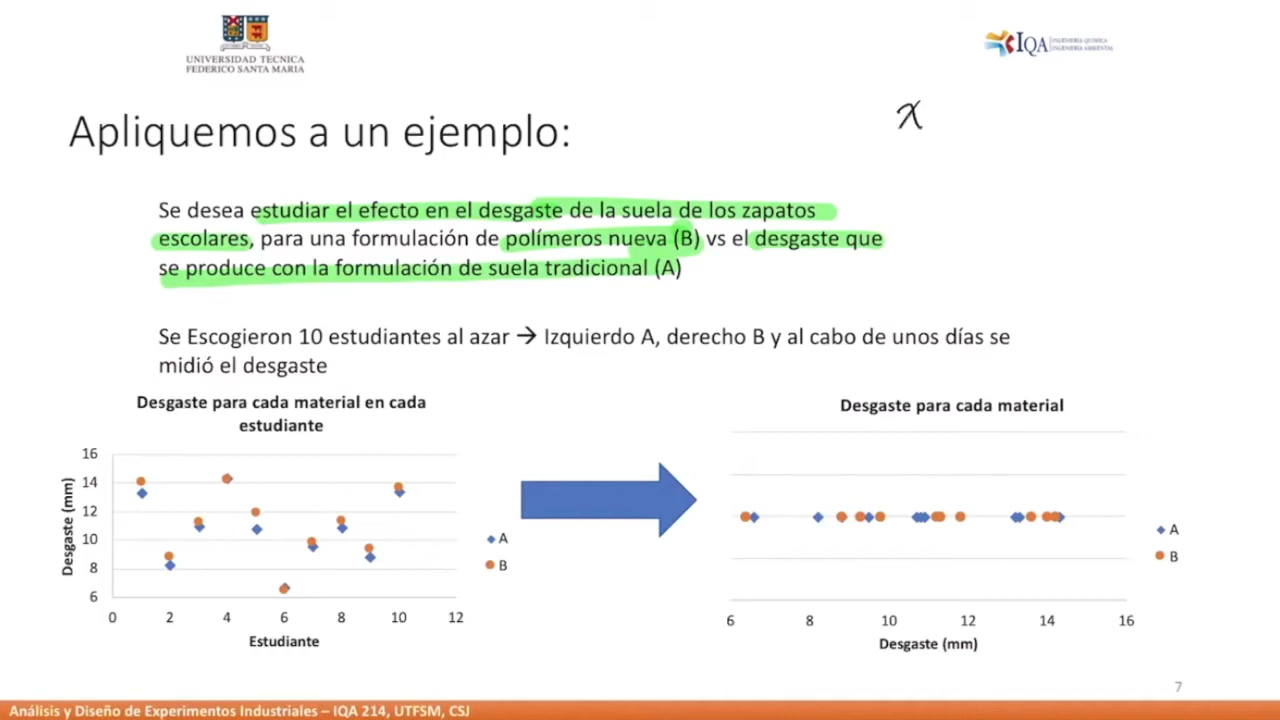 UNIVERSIDAD TECNICA
FEDERICO SANTA MARIA
IQA
INGENIERÍA QUÍMICA
INGENIERÍA AMBIENTAL
x
Apliquemos a un ejemplo:
Se desea estudiar el efecto en el desgaste de la suela de los zapatos
escolares, para una formulación de polímeros nueva (B) vs el desgaste que
se produce con la formulación de suela tradicional (A)
Se Escogieron 10 estudiantes al azar → Izquierdo A, derecho B y al cabo de unos días se
midió el desgaste
Desgaste para cada material en cada
estudiante
Desgaste (mm)
16
14
12
10
8
6
0 2 4 6 8 10 12
Estudiante
A
B
Desgaste para cada material
6 8 10 12 14 16
Desgaste (mm)
A
B
7
Análisis y Diseño de Experimentos Industriales – IQA 214, UTFSM, CSJ